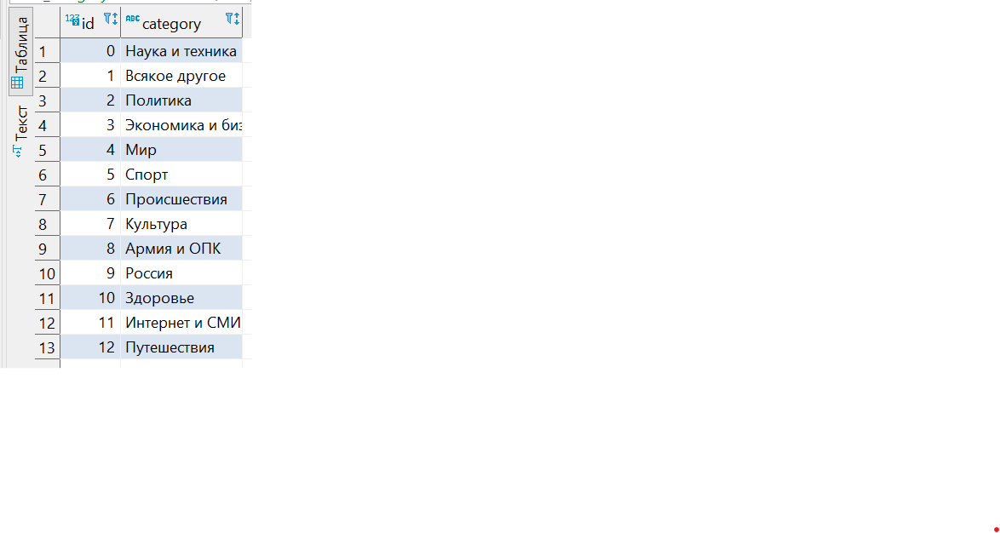 Таблица
Текст
123 id ABC category
1 0 Наука и техника
2 1 Всякое другое
3 2 Политика
4 3 Экономика и
5 4 Мир
6 5 Спорт
7 6 Происшествия
8 7 Культура
9 8 Армия и ОПК
10 9 Россия
11 10 Здоровье
12 11 Интернет и СМИ
13 12 Путешествия